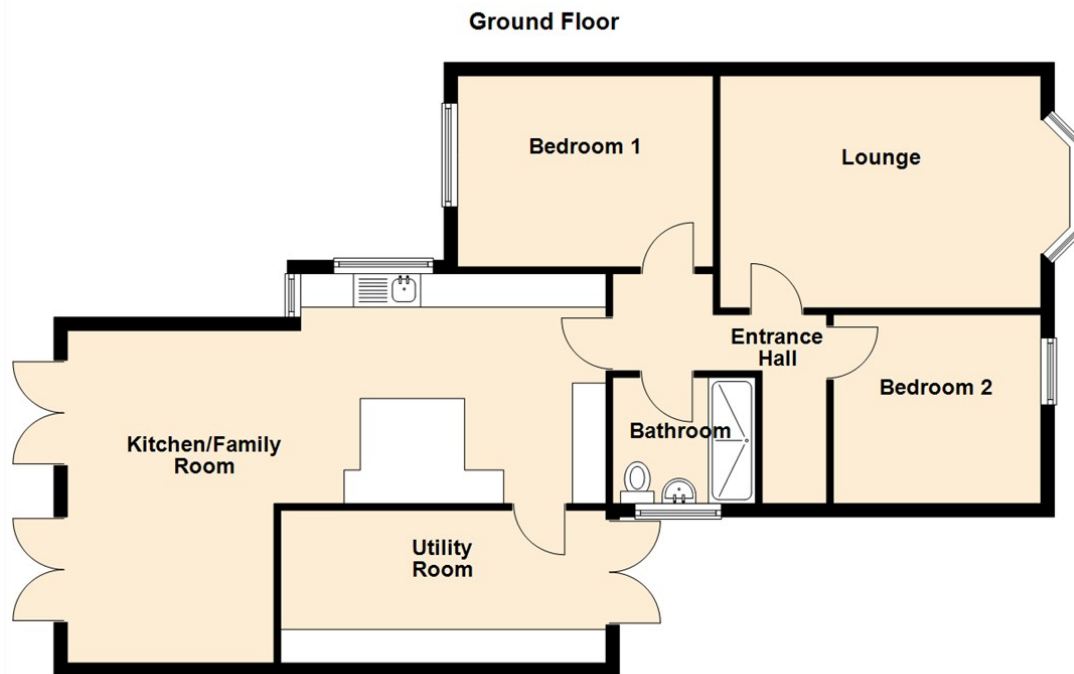 Ground Floor
Bedroom 1
Lounge
Entrance
Hall
Bedroom 2
Bathroom
Kitchen/Family
Room
Utility
Room